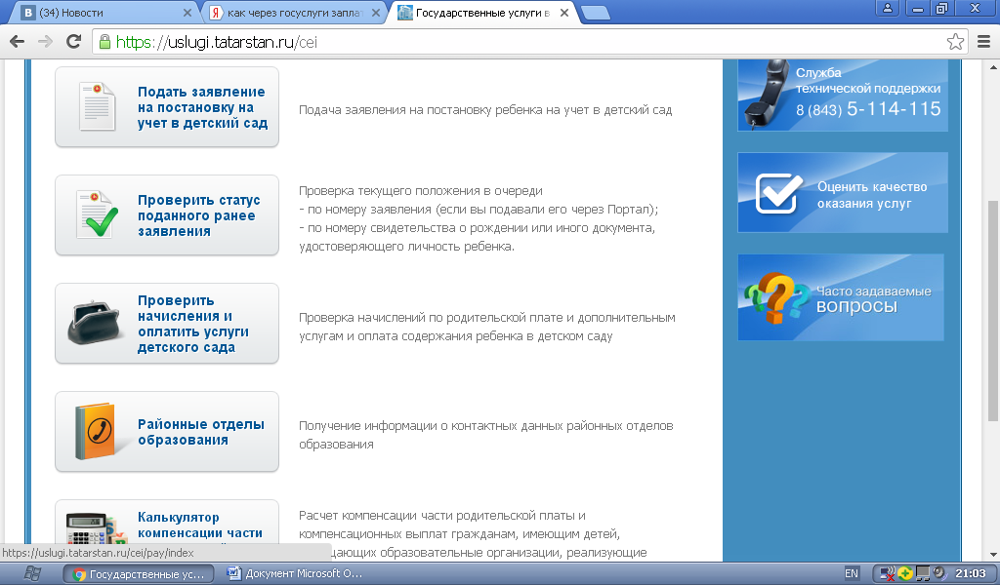 (34) Новости
как через госуслуги запла
Государственные услуги в
https://uslugi.tatarstan.ru/cei
Подать заявление
на постановку на
учет в детский сад
Подача заявления на постановку ребенка на учет в детский сад
Проверить статус
поданного ранее
заявления
Проверка текущего положения в очереди
- по номеру заявления (если вы подавали его через Портал);
- по номеру свидетельства о рождении или иного документа,
удостоверяющего личность ребенка.
Проверить
начисления и
оплатить услуги
детского сада
Проверка начислений по родительской плате и дополнительным
услугам и оплата содержания ребенка в детском саду
Районные отделы
образования
Получение информации о контактных данных районных отделов
образования
Калькулятор
компенсации части
Расчет компенсации части родительской платы и
компенсационных выплат гражданам, имеющим детей,
щающих образовательные организации, реализующие
Служба
технической поддержки
8 (843) 5-114-115
Оценить качество
оказания услуг
Часто задаваемые
вопросы
https://uslugi.tatarstan.ru/cei/pay/index
Государственные ус...
Документ Microsoft O...
EN
21:03